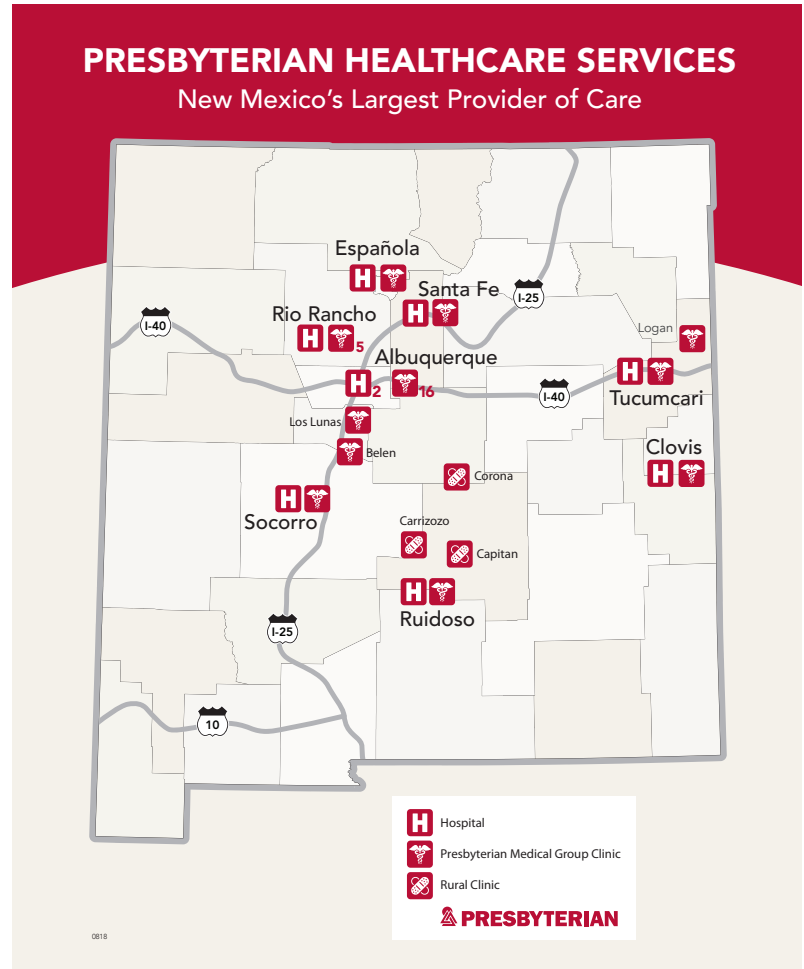 PRESBYTERIAN HEALTHCARE SERVICES
New Mexico's Largest Provider of Care
Española
H
Santa Fe
H
I-25
Rio Rancho
H 5
I-40
Logan
Albuquerque
H 2 16
H
I-40
Tucumcari
Los Lunas
Belen
Clovis
H
Corona
H
Socorro
Carrizozo
Capitan
H
Ruidoso
I-25
10
H Hospital
Presbyterian Medical Group Clinic
Rural Clinic
PRESBYTERIAN
0818